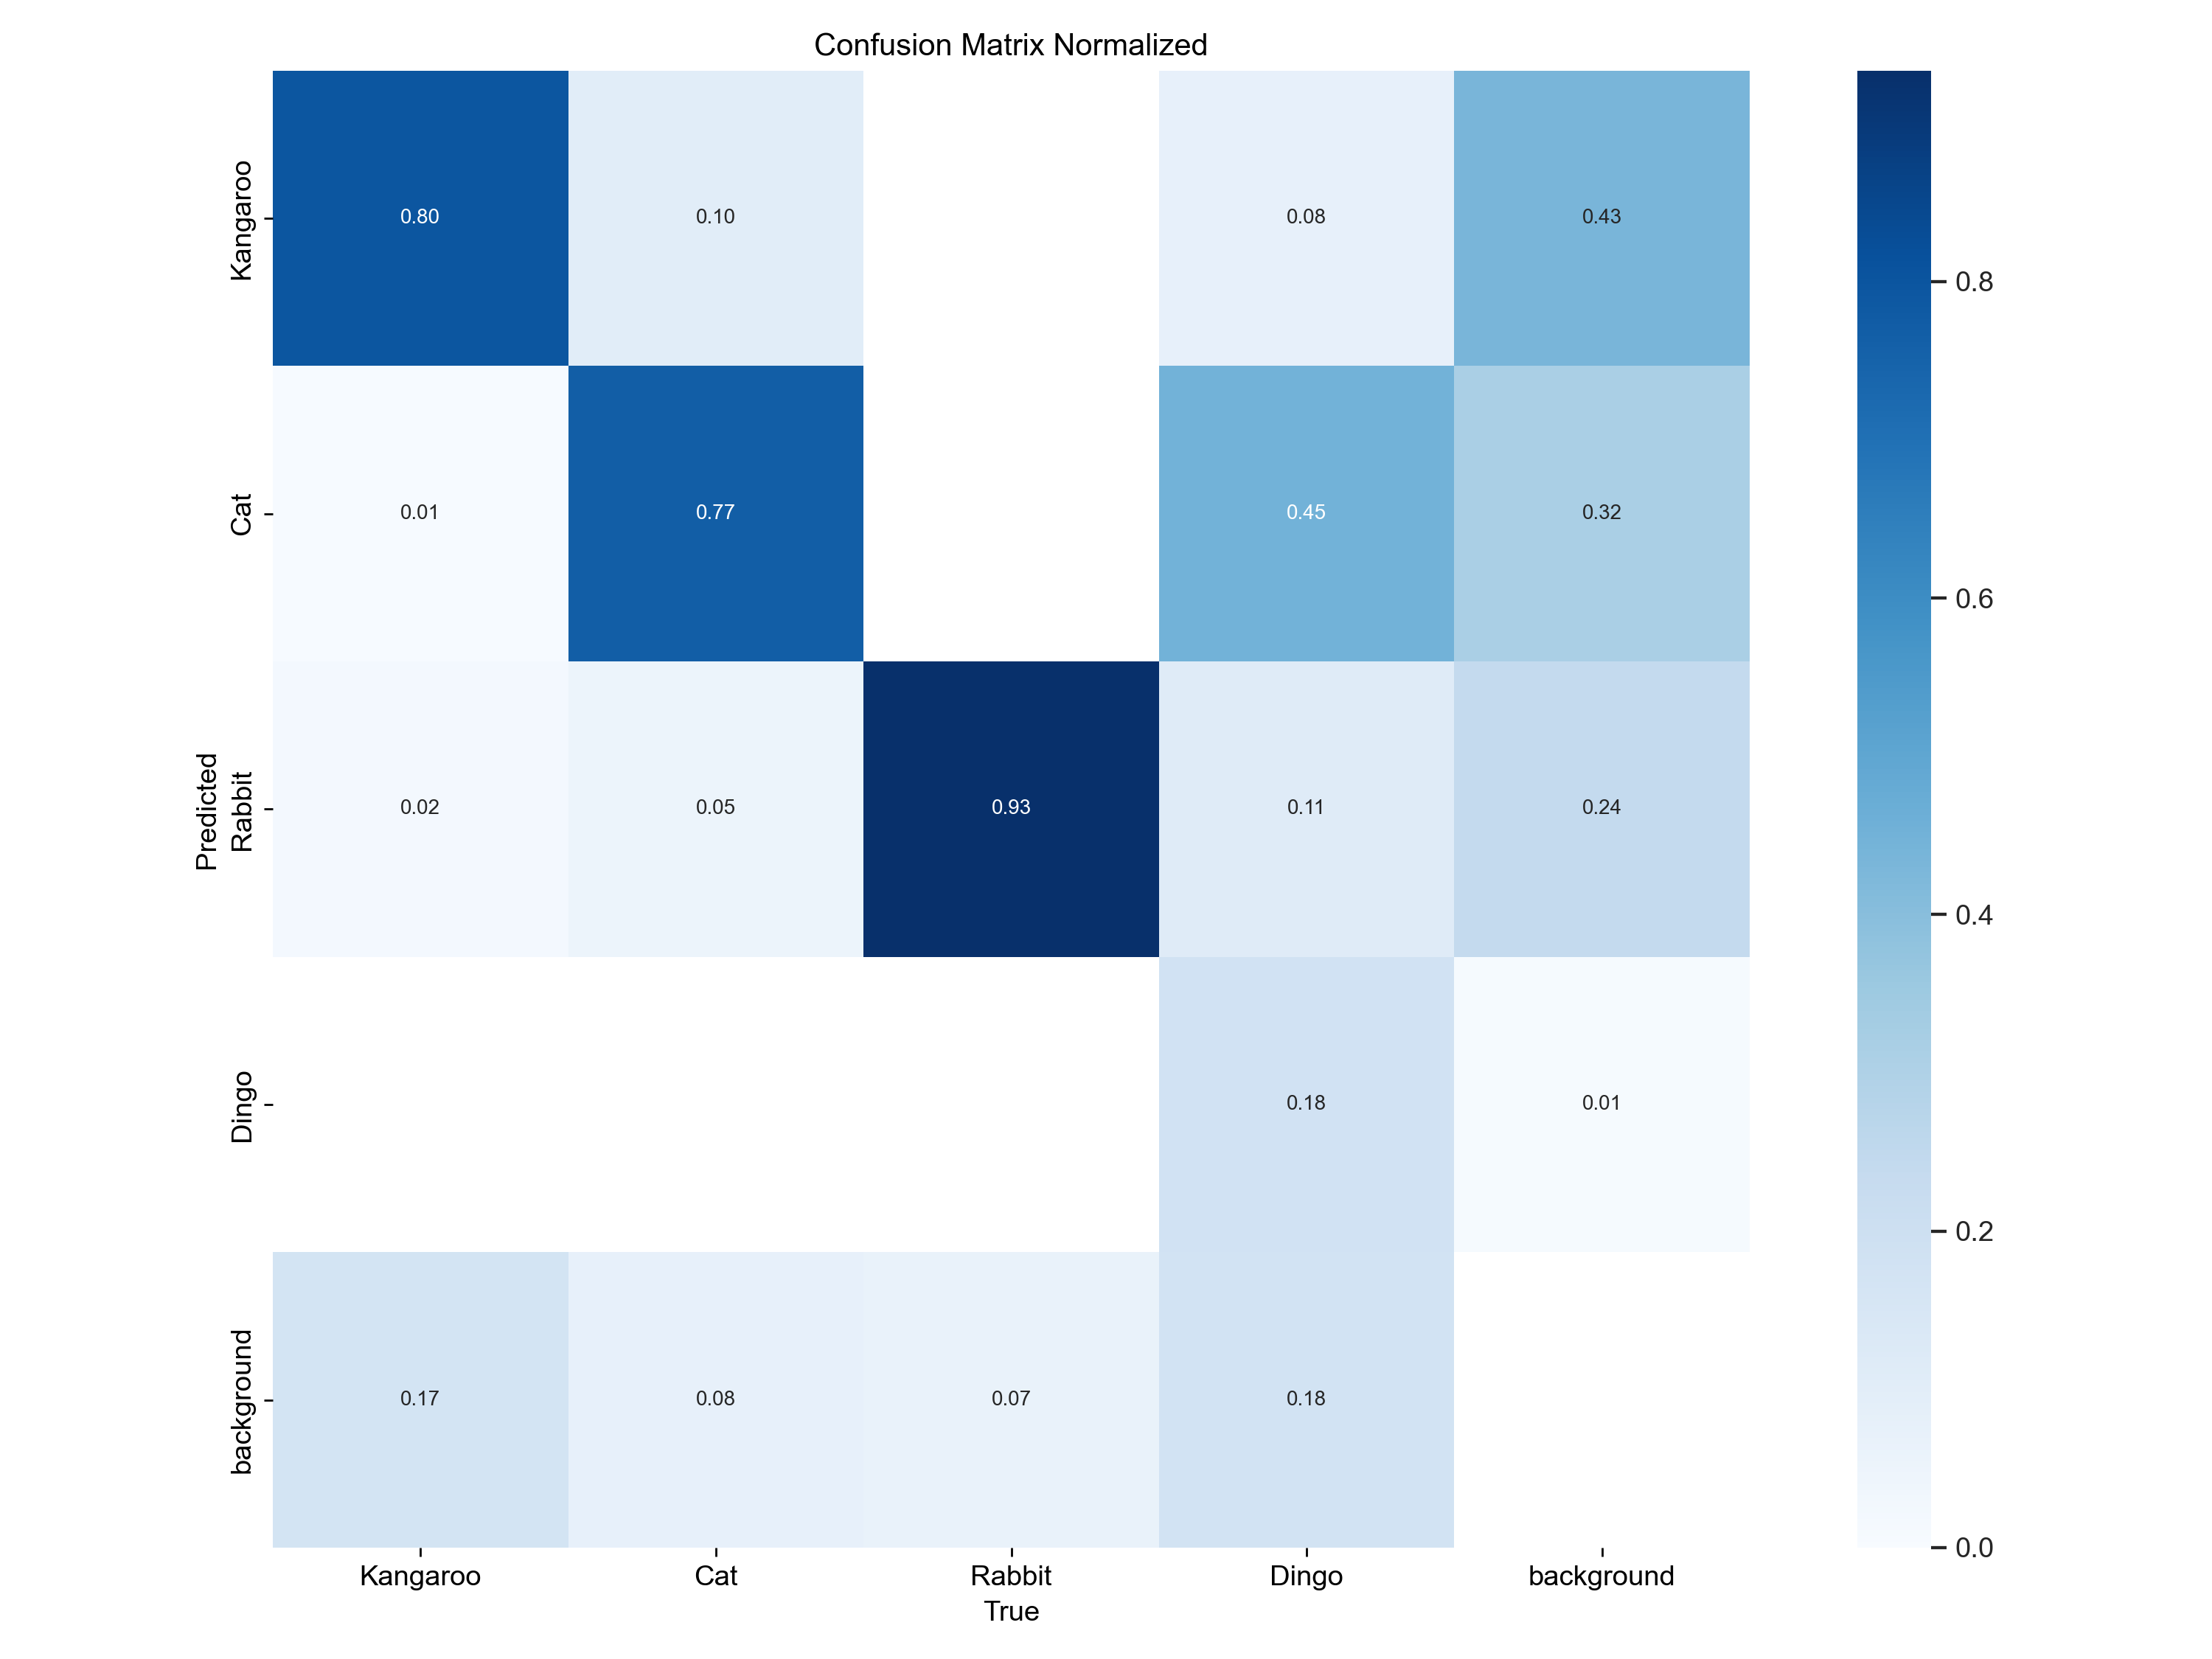 Confusion Matrix Normalized
Kangaroo
0.80
0.10
0.08
0.43
0.8
Cat
0.01
0.77
0.45
0.32
0.6
Predicted
Rabbit
0.02
0.05
0.93
0.11
0.24
0.4
Dingo
0.18
0.01
0.2
background
0.17
0.08
0.07
0.18
0.0
Kangaroo
Cat
Rabbit
Dingo
background
True